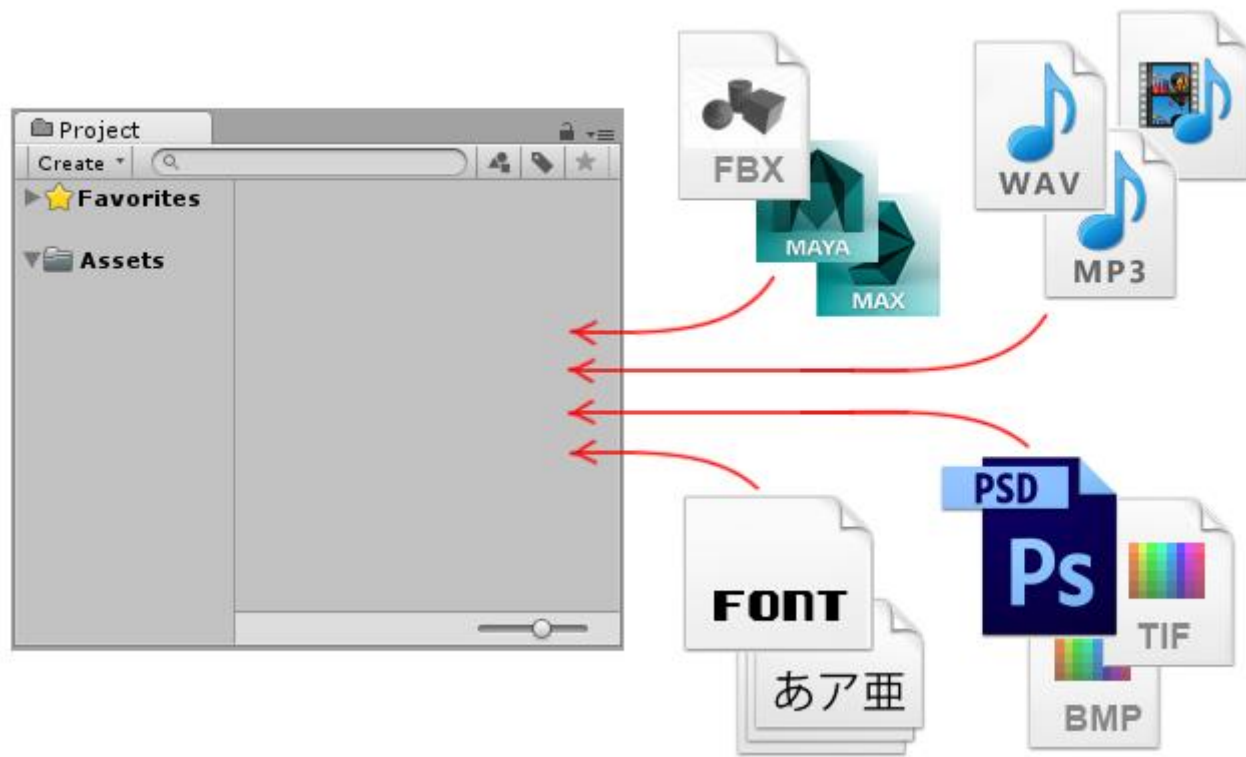 Project
Create
Favorites
Assets
FBX
MAYA
MAX
WAV
MP3
FONT
あア亜
PSD
Ps
TIF
BMP